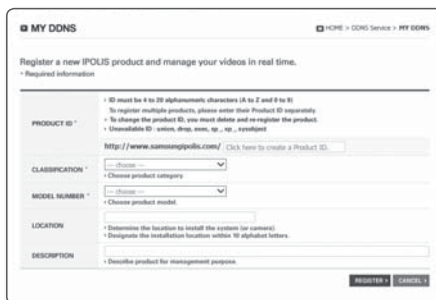 MY DDNS
HOME > DDNS Service > MY DDNS
Register a new IPOLIS product and manage your videos in real time.
* Required information
PRODUCT ID *
ID must be 4 to 20 alphanumeric characters (A to Z and 0 to 9)
To register multiple products, please enter their Product ID separately.
To change the product ID, you must delete and re-register the product.
Unavailable ID : union, drop, exec, sp_, xp_, sysobject
http://www.samsungipolis.com/ Click here to create a Product ID.
CLASSIFICATION *
--- choose ---
Choose product category
MODEL NUMBER *
--- choose ---
Choose product model.
LOCATION
Determine the location to install the system (or camera)
Designate the installation location within 10 alphabet letters.
DESCRIPTION
Describe product for management purpose.
REGISTER CANCEL